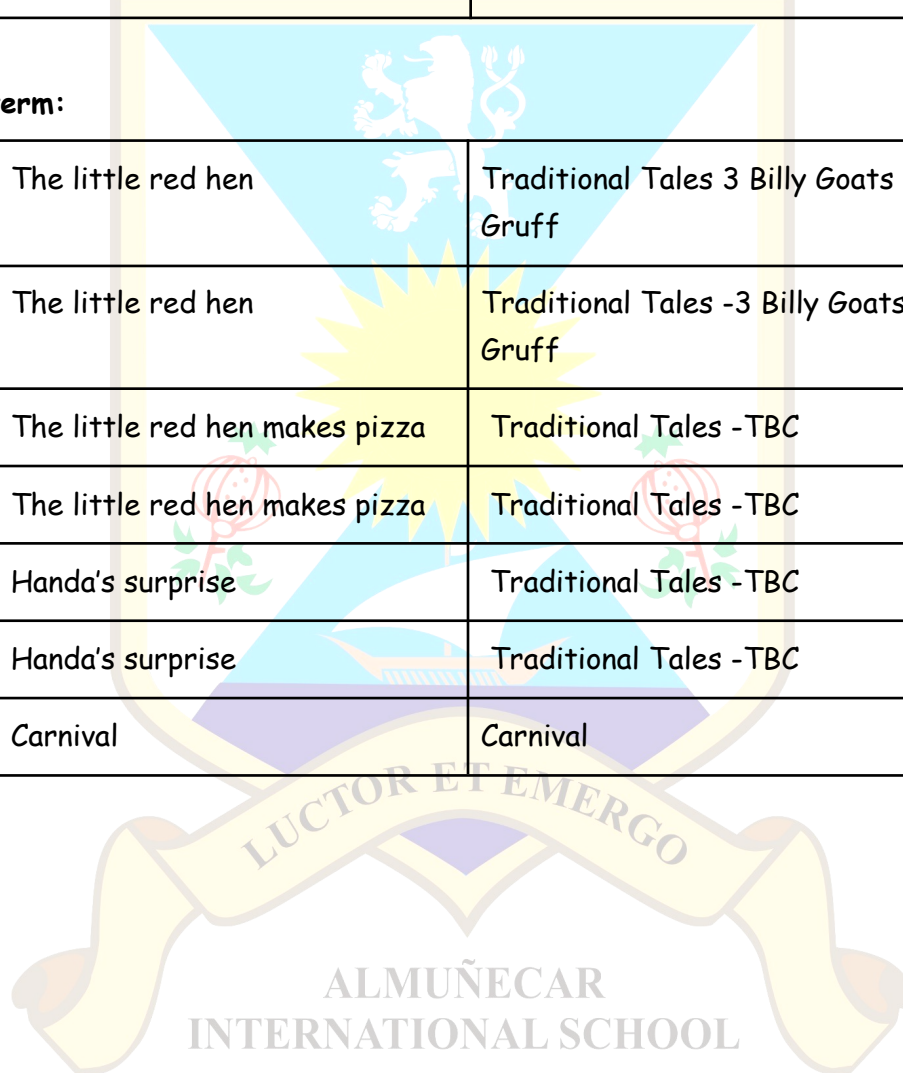 erm:
The little red hen
Traditional Tales 3 Billy Goats
Gruff
The little red hen
Traditional Tales -3 Billy Goats
Gruff
The little red hen makes pizza
Traditional Tales -TBC
The little red hen makes pizza
Traditional Tales -TBC
Handa's surprise
Traditional Tales -TBC
Handa's surprise
Traditional Tales -TBC
Carnival
Carnival
LUCTOR ET EMERGO
ALMUÑECAR
INTERNATIONAL SCHOOL